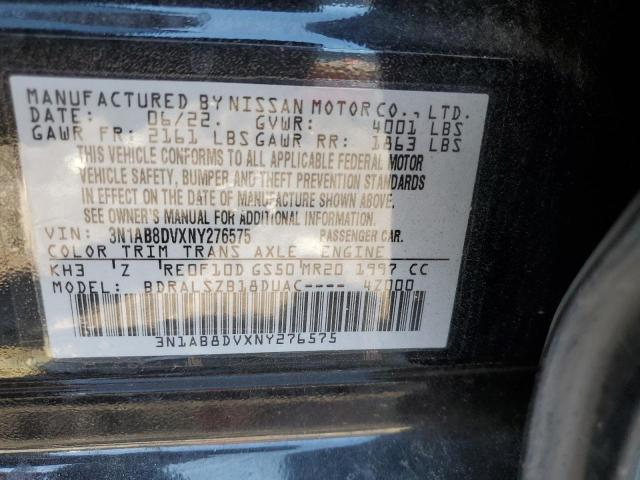 MANUFACTURED BY NISSAN MOTOR CO., LTD.
DATE: 06/22. GVWR: 4001 LBS
GAWR FR: 2161 LBS GAWR RR: 1863 LBS
THIS VEHICLE CONFORMS TO ALL APPLICABLE FEDERAL MOTOR
VEHICLE SAFETY, BUMPER AND THEFT PREVENTION STANDARDS
IN EFFECT ON THE DATE OF MANUFACTURE SHOWN ABOVE.
SEE OWNER'S MANUAL FOR ADDITIONAL INFORMATION.
VIN: 3N1AB8DVXNY276575 PASSENGER CAR.
COLOR TRIM TRANS AXLE ENGINE
KH3 Z RE0F10D GS50 MR20 1997 CC
MODEL: BDRALSZB18DUAC---- 4Z000
3N1AB8DVXNY276575